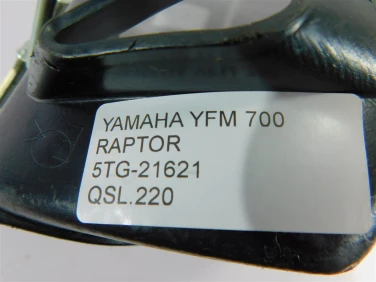 YAMAHA YFM 700
RAPTOR
5TG-21621
QSL.220